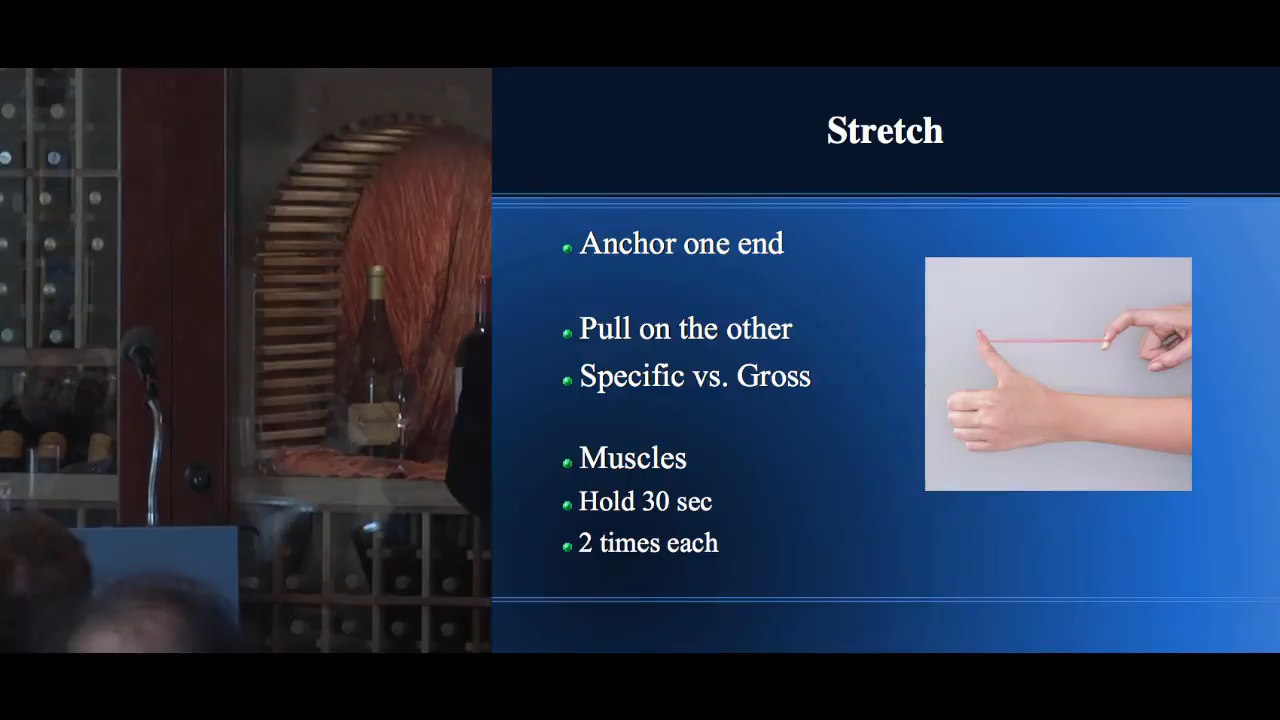 Stretch
Anchor one end
Pull on the other
Specific vs. Gross
Muscles
Hold 30 sec
2 times each